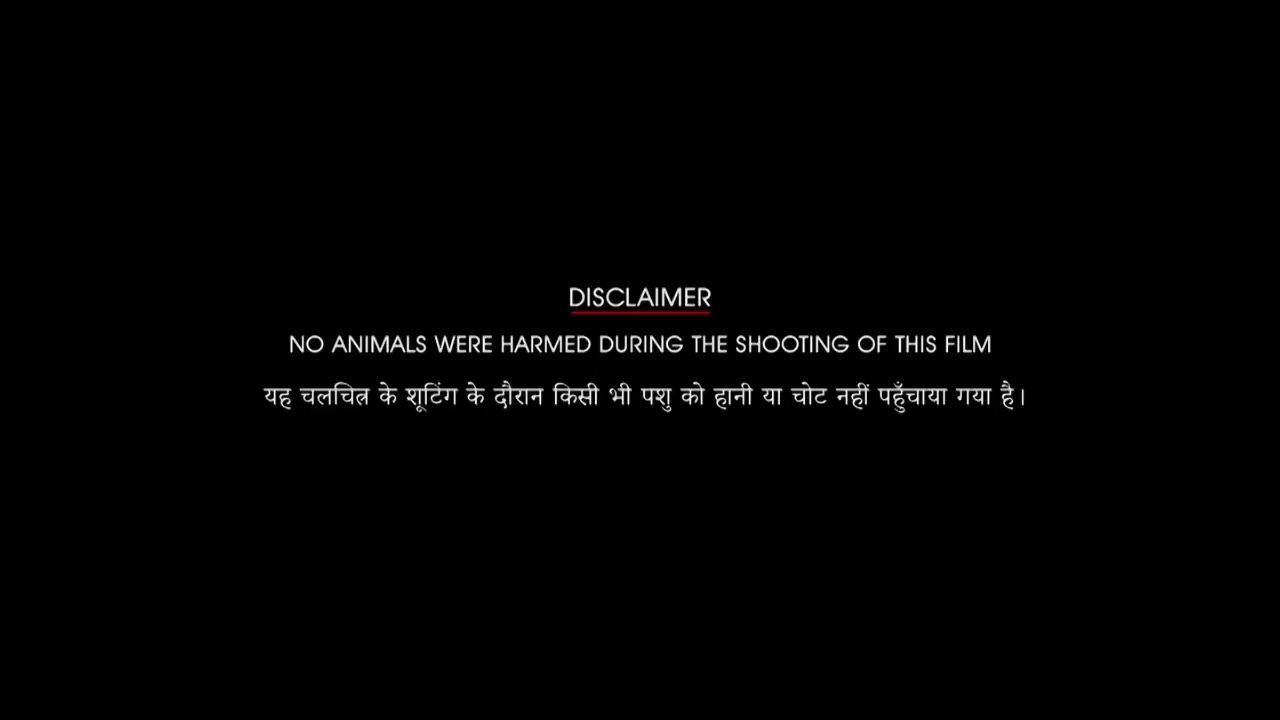 DISCLAIMER
NO ANIMALS WERE HARMED DURING THE SHOOTING OF THIS FILM
यह चलचित्र के शूटिंग के दौरान किसी भी पशु को हानी या चोट नहीं पहुँचाया गया है।